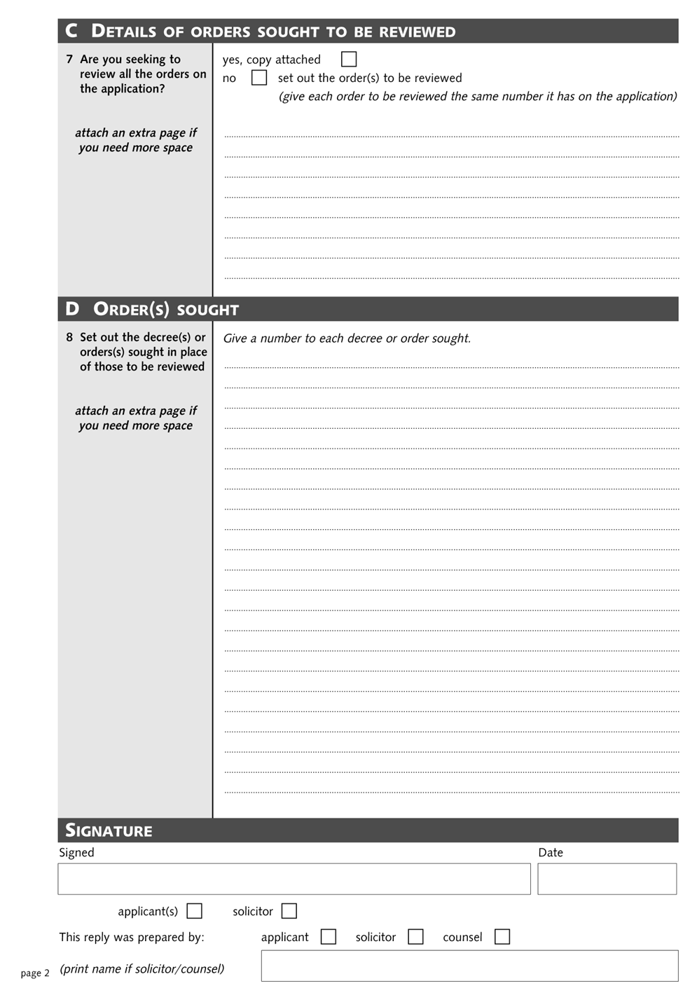 C DETAILS OF ORDERS SOUGHT TO BE REVIEWED
7 Are you seeking to
review all the orders on
the application?
attach an extra page if
you need more space
yes, copy attached
no set out the order(s) to be reviewed
(give each order to be reviewed the same number it has on the application)
D ORDER(S) SOUGHT
8 Set out the decree(s) or
orders(s) sought in place
of those to be reviewed
attach an extra page if
you need more space
Give a number to each decree or order sought.
SIGNATURE
Signed Date
applicant(s) solicitor
This reply was prepared by: applicant solicitor counsel
(print name if solicitor/counsel)
page 2